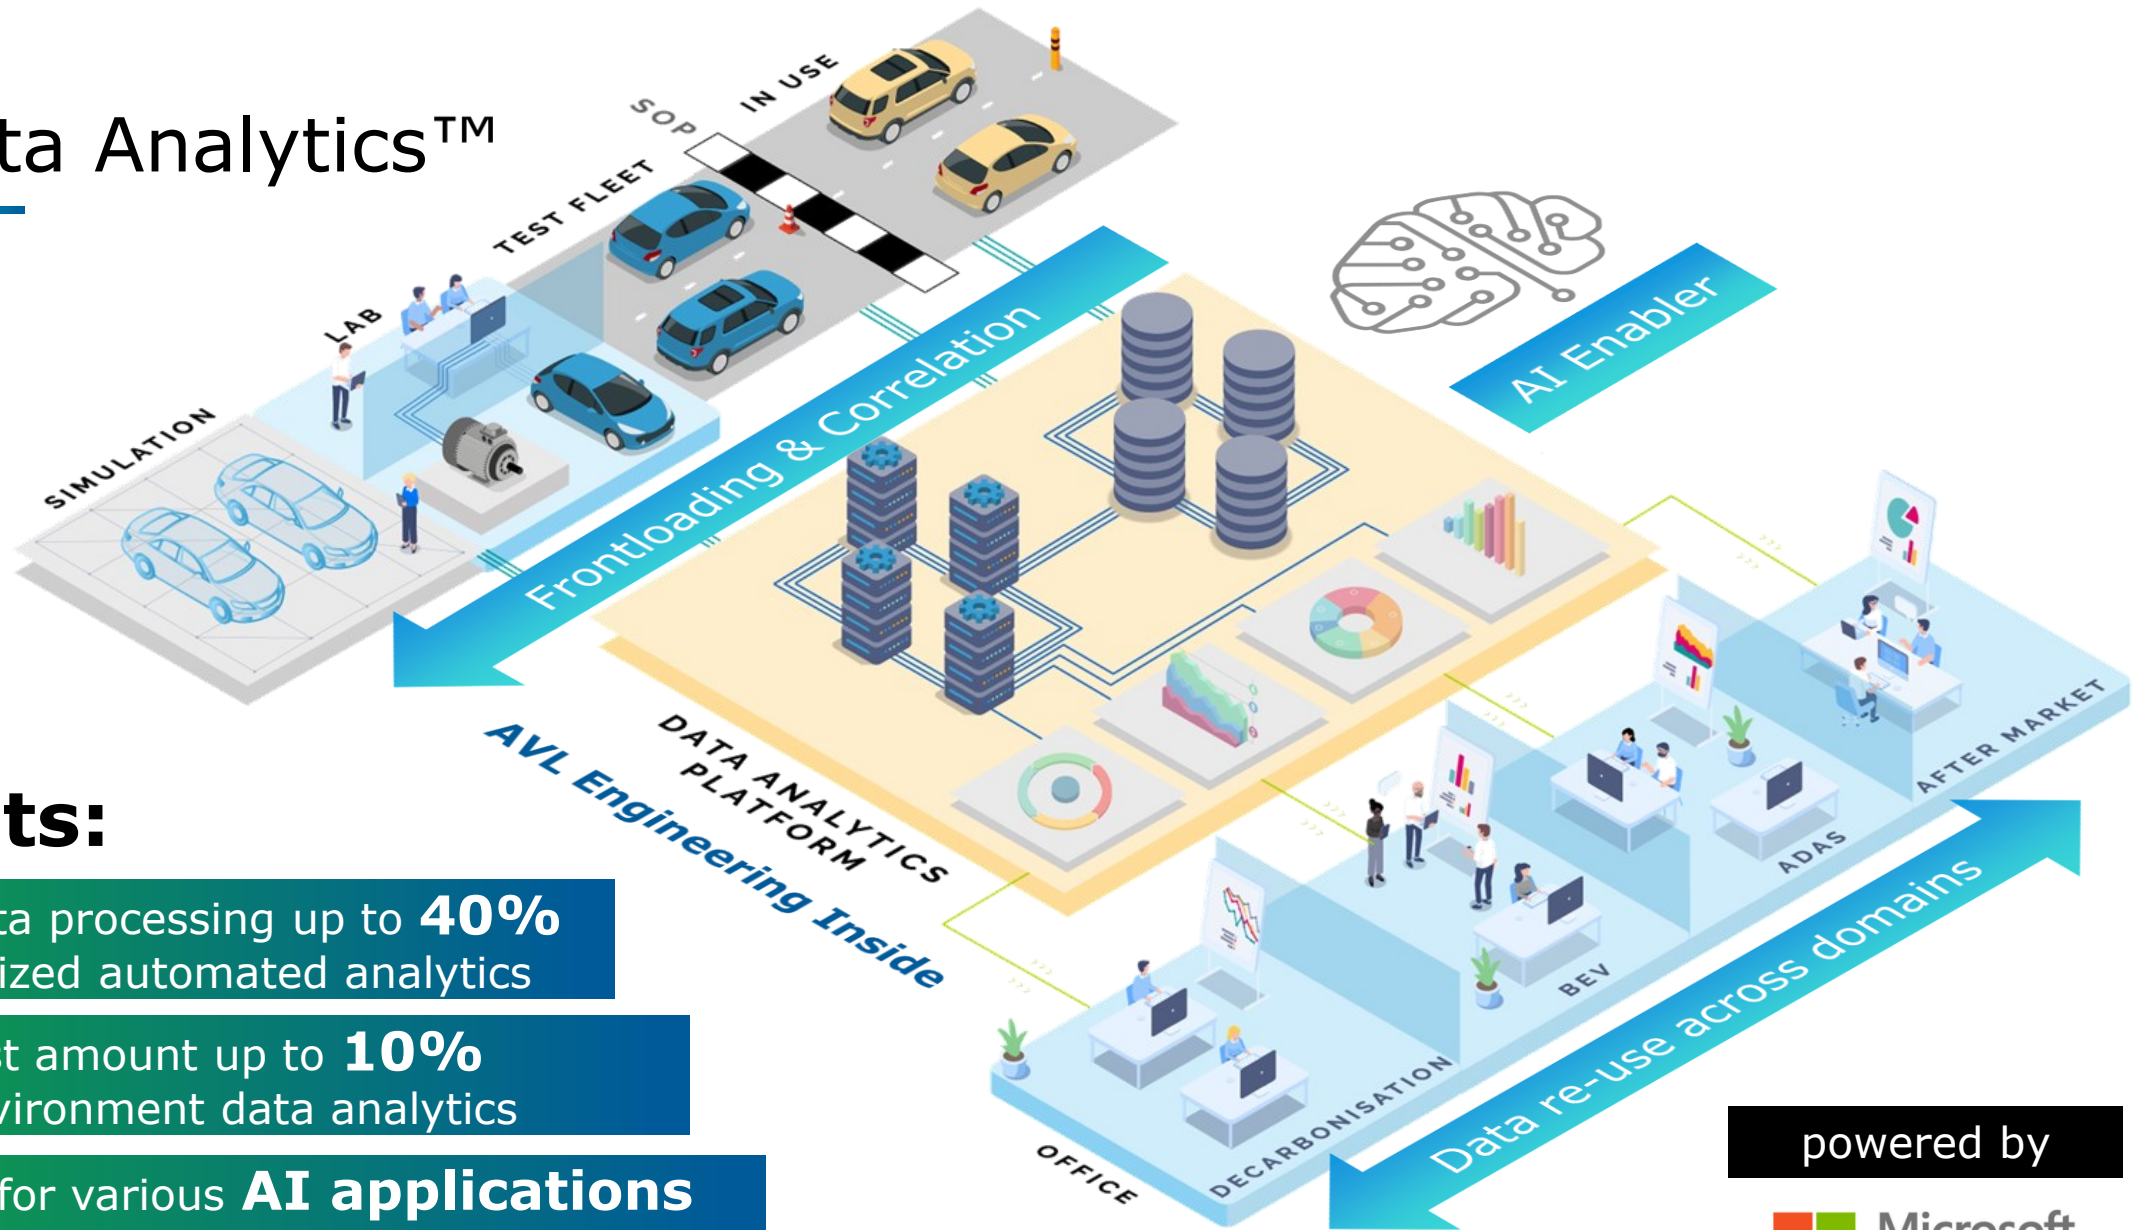 ta Analytics™
IN USE
SOP
TEST FLEET
LAB
SIMULATION
Frontloading & Correlation
AI Enabler
DATA ANALYTICS
PLATFORM
AVL Engineering Inside
AFTER MARKET
ADAS
BEV
DECARBONISATION
OFFICE
Data re-use across domains
ts:
ta processing up to 40%
ized automated analytics
st amount up to 10%
vironment data analytics
for various AI applications
powered by
Microsoft